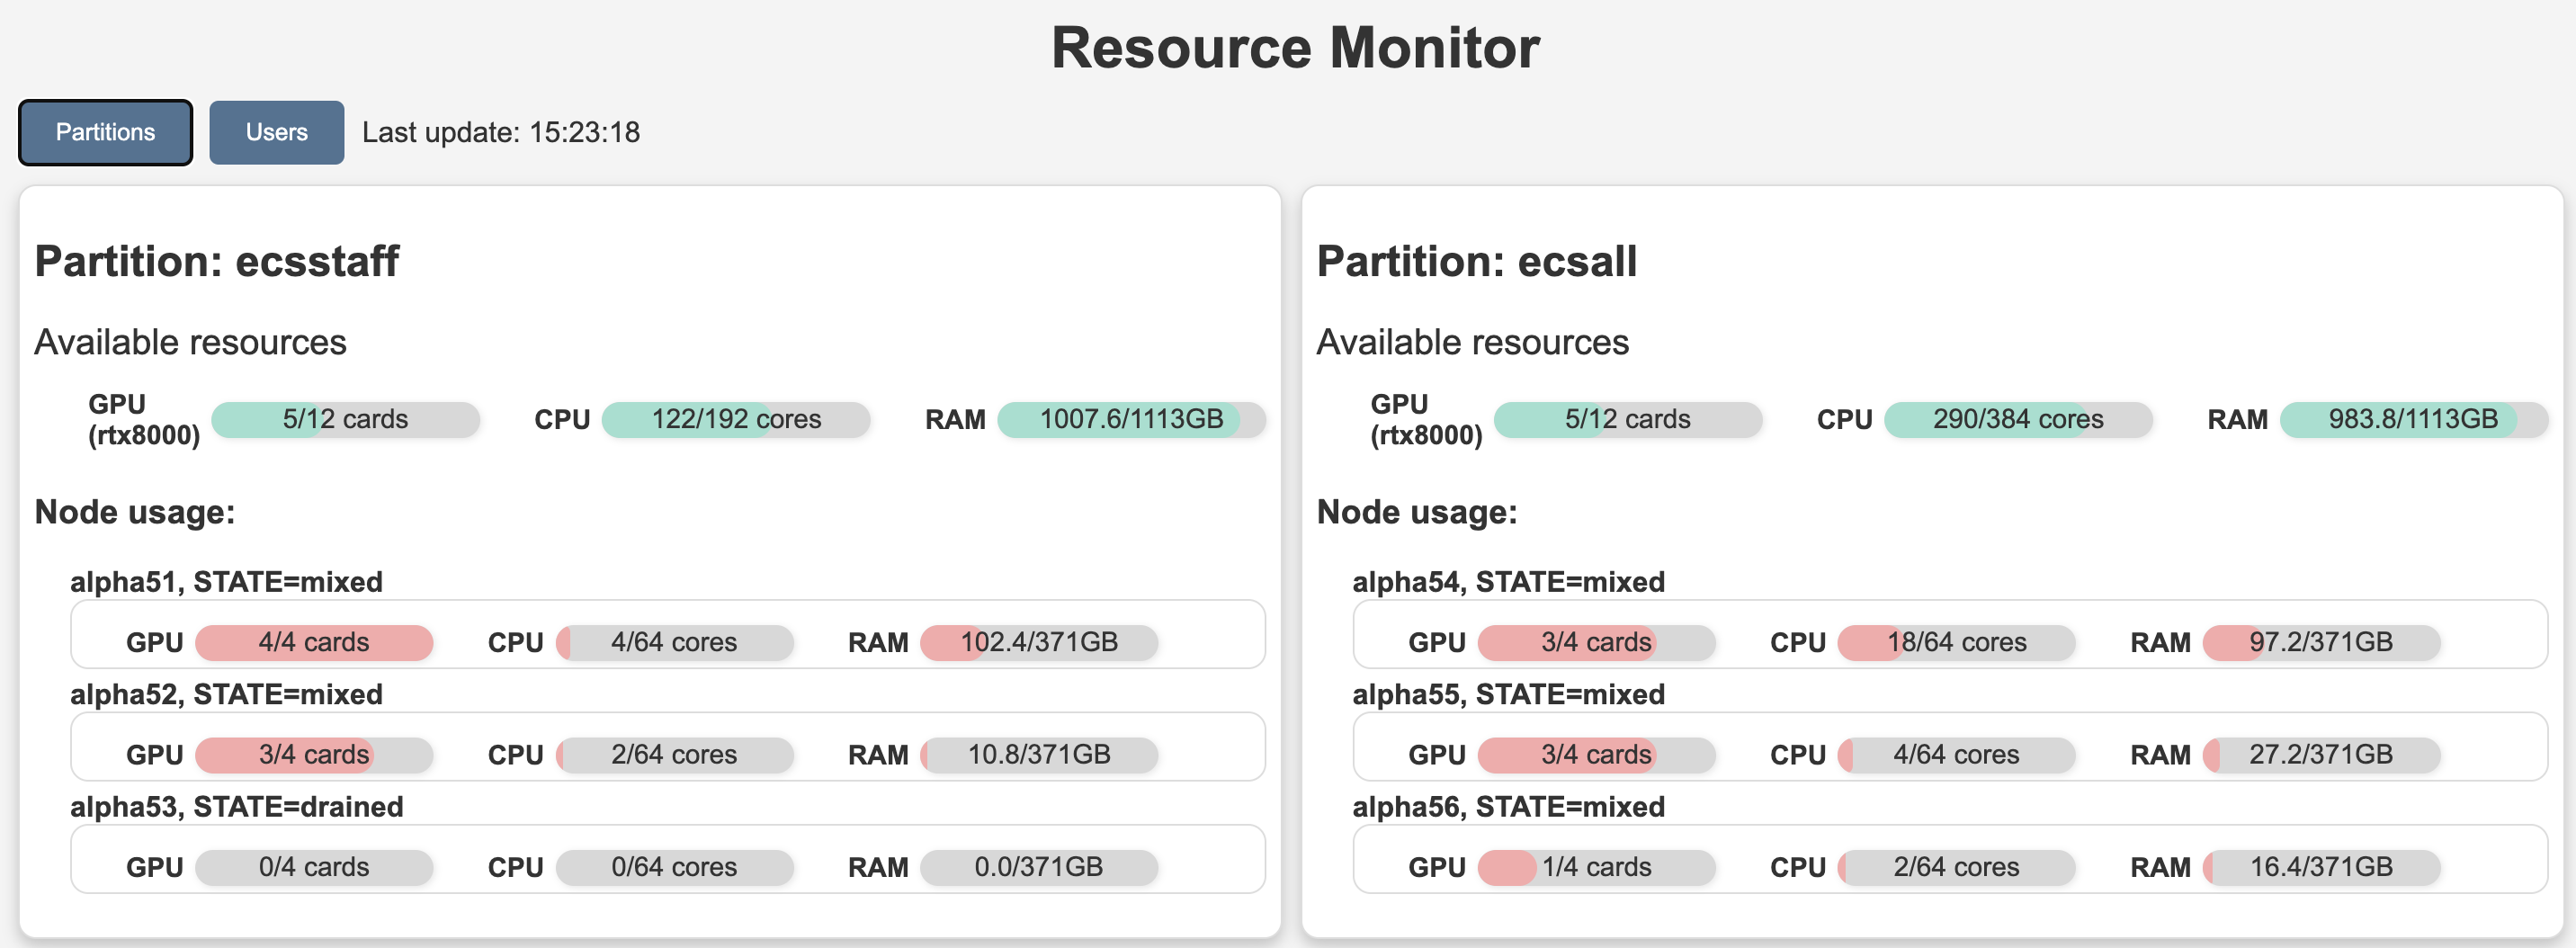 Resource Monitor
Partitions Users Last update: 15:23:18
Partition: ecsstaff
Available resources
GPU (rtx8000) 5/12 cards CPU 122/192 cores RAM 1007.6/1113GB
Node usage:
alpha51, STATE=mixed
GPU 4/4 cards CPU 4/64 cores RAM 102.4/371GB
alpha52, STATE=mixed
GPU 3/4 cards CPU 2/64 cores RAM 10.8/371GB
alpha53, STATE=drained
GPU 0/4 cards CPU 0/64 cores RAM 0.0/371GB
Partition: ecsall
Available resources
GPU (rtx8000) 5/12 cards CPU 290/384 cores RAM 983.8/1113GB
Node usage:
alpha54, STATE=mixed
GPU 3/4 cards CPU 18/64 cores RAM 97.2/371GB
alpha55, STATE=mixed
GPU 3/4 cards CPU 4/64 cores RAM 27.2/371GB
alpha56, STATE=mixed
GPU 1/4 cards CPU 2/64 cores RAM 16.4/371GB